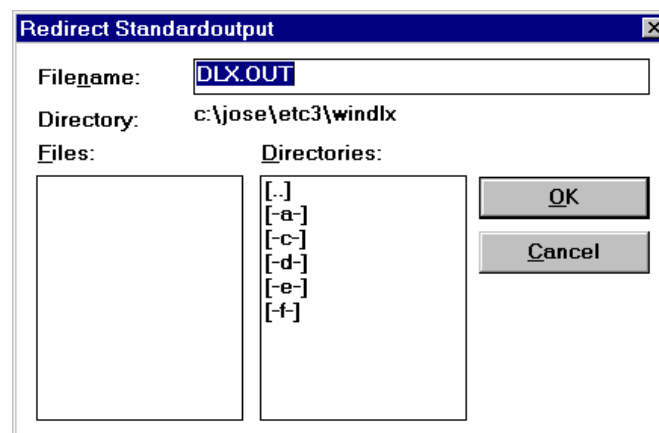 Redirect Standardoutput
Filename: DLX.OUT
Directory: c:\jose\etc3\windlx
Files: Directories:
[..]
[-a-]
[-c-]
[-d-]
[-e-]
[-f-]
OK
Cancel